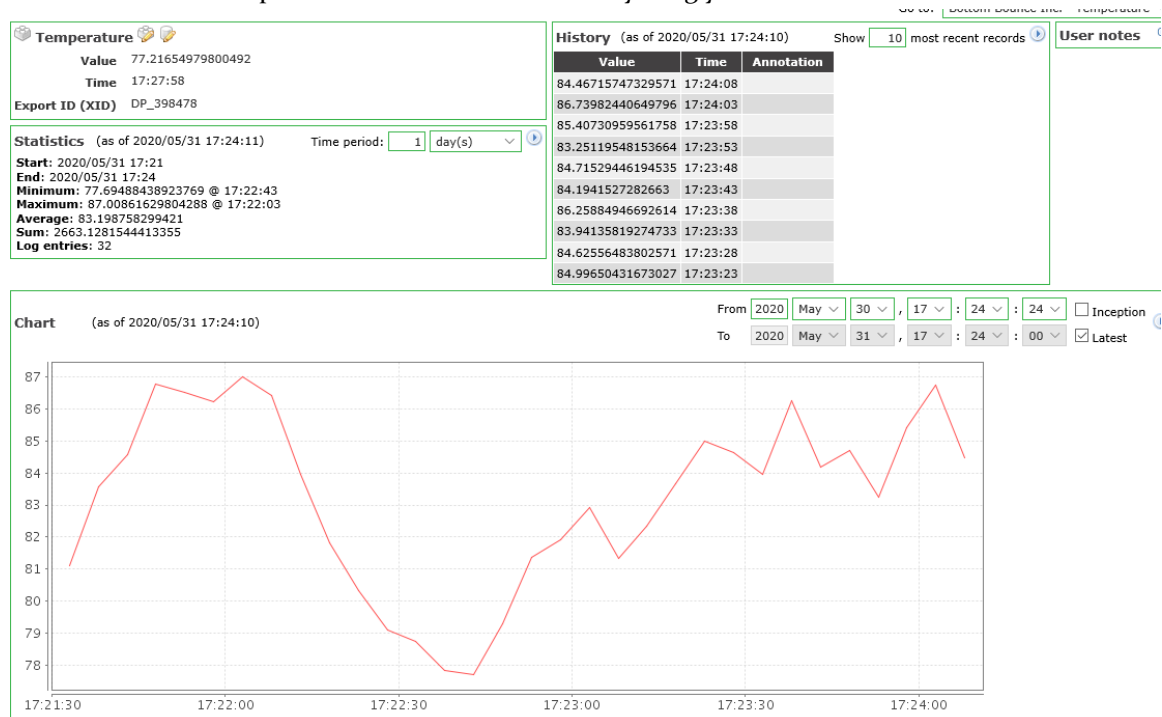 Temperature
Value 77.21654979800492
Time 17:27:58
Export ID (XID) DP_398478
Statistics (as of 2020/05/31 17:24:11) Time period: 1 day(s)
Start: 2020/05/31 17:21
End: 2020/05/31 17:24
Minimum: 77.69488438923769 @ 17:22:43
Maximum: 87.00861629804288 @ 17:22:03
Average: 83.198758299421
Sum: 2663.1281544413355
Log entries: 32
History (as of 2020/05/31 17:24:10) Show 10 most recent records
Value Time Annotation
84.46715747329571 17:24:08
86.73982440649796 17:24:03
85.40730959561758 17:23:58
83.25119548153664 17:23:53
84.71529446194535 17:23:48
84.1941527282663 17:23:43
86.25884946692614 17:23:38
83.94135819274733 17:23:33
84.62556483802571 17:23:28
84.99650431673027 17:23:23
User notes
Chart (as of 2020/05/31 17:24:10)
From 2020 May 30 , 17 : 24 : 24 Inception
To 2020 May 31 , 17 : 24 : 00 Latest
87
86
85
84
83
82
81
80
79
78
17:21:30 17:22:00 17:22:30 17:23:00 17:23:30 17:24:00